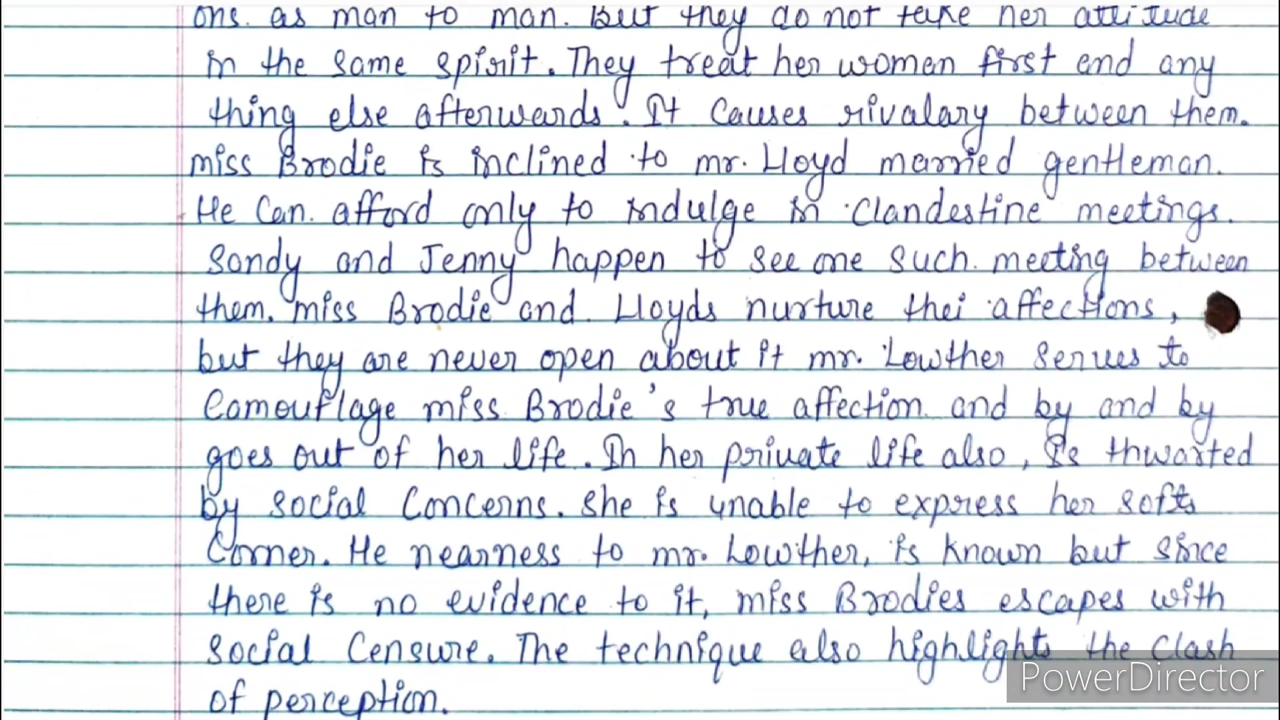 ons. as man to man. But they do not take her attitude
in the same spirit. They treat her women first and any
thing else afterwards. It causes rivalary between them.
miss Brodie is inclined to mr. Lloyd married gentleman.
He Can. afford only to indulge in clandestine meetings.
Sandy and Jenny happen to see one such. meeting between
them. miss Brodie and. Lloyds nurture thei affections,
but they are never open about it mr. Lowther serves to
Camouflage miss Brodie's true affection and by and by
goes out of her life. In her private life also, Is thwarted
by social Concerns. she is unable to express her softs
Corner. He nearness to mr. Lowther, is known but since
there is no evidence to it, miss Brodies escapes with
social Censure. The technique also highlights the Clash
of perception.
PowerDirector